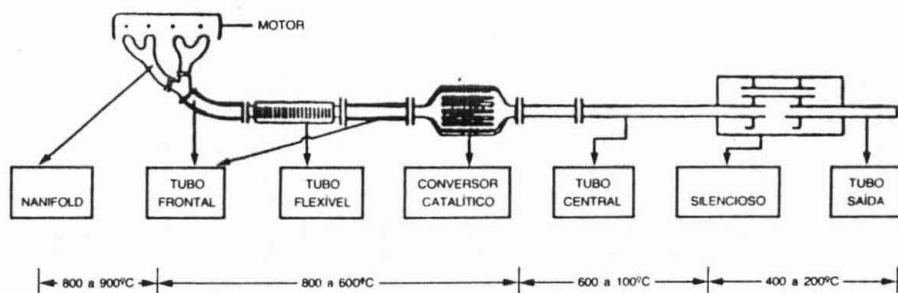 MOTOR
NANIFOLD
TUBO
FRONTAL
TUBO
FLEXÍVEL
CONVERSOR
CATALÍTICO
TUBO
CENTRAL
SILENCIOSO
TUBO
SAÍDA
800 a 900ºC
800 a 600ºC
600 a 100ºC
400 a 200ºC